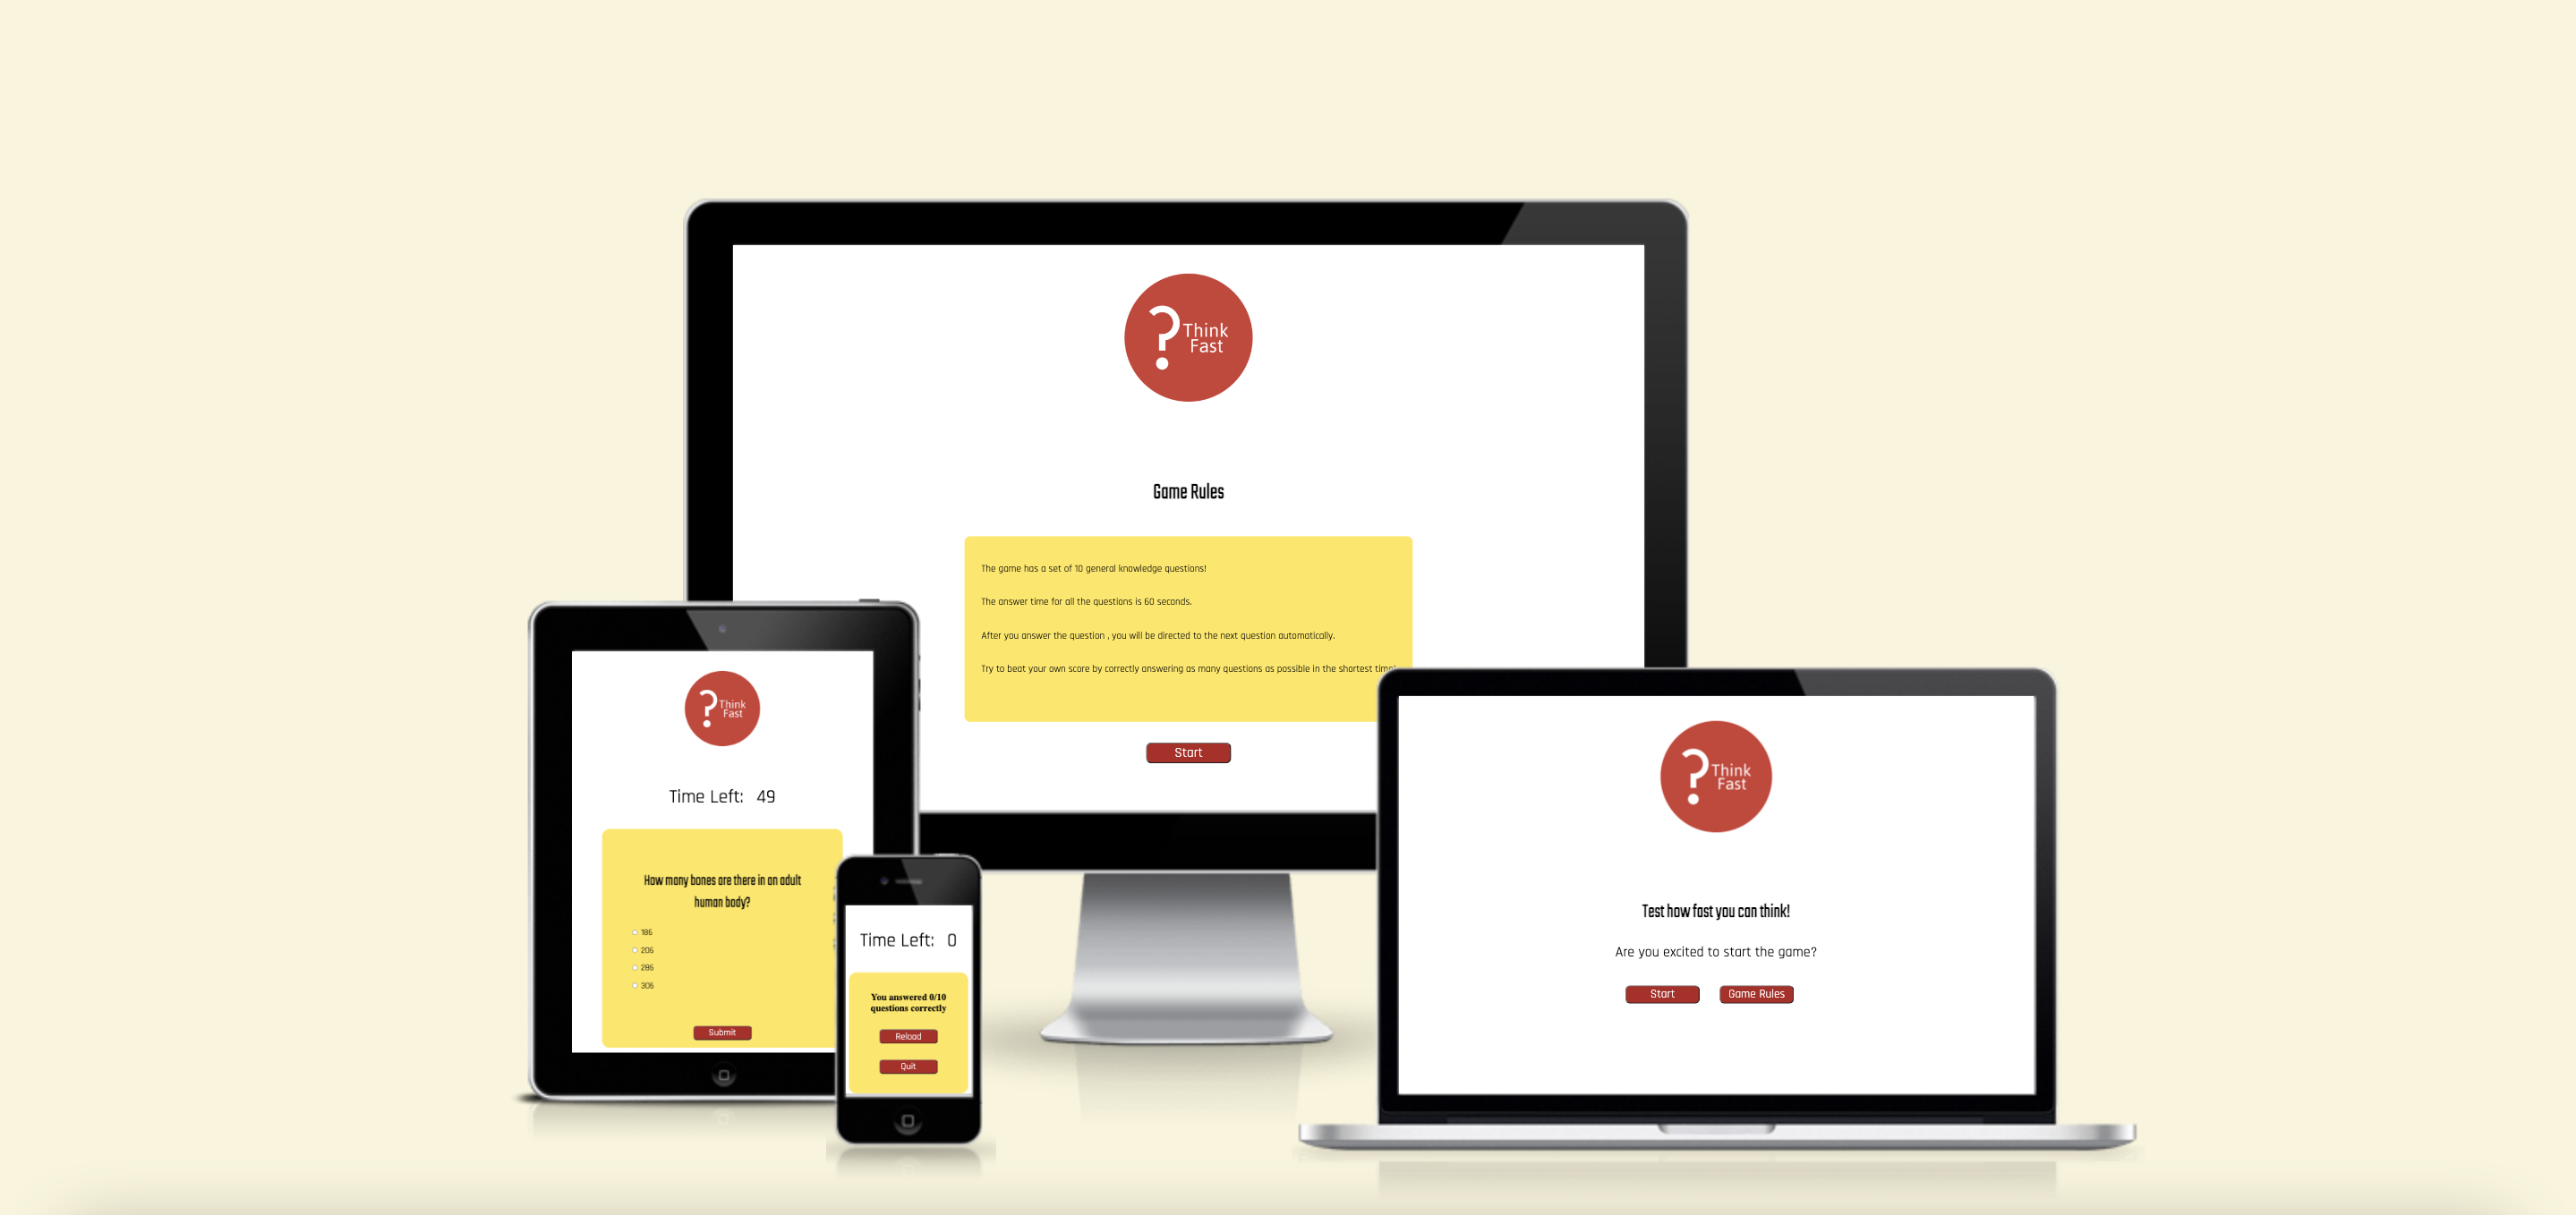 Think
Fast
Game Rules
The game has a set of 10 general knowledge questions!
The answer time for all the questions is 60 seconds.
After you answer the question , you will be directed to the next question automatically.
Try to beat your own score by correctly answering as many questions as possible in the shortest time!
Start
Think
Fast
Time Left: 49
How many bones are there in an adult
human body?
186
206
286
306
Submit
Time Left: 0
You answered 0/10
questions correctly
Reload
Quit
Think
Fast
Test how fast you can think!
Are you excited to start the game?
Start
Game Rules